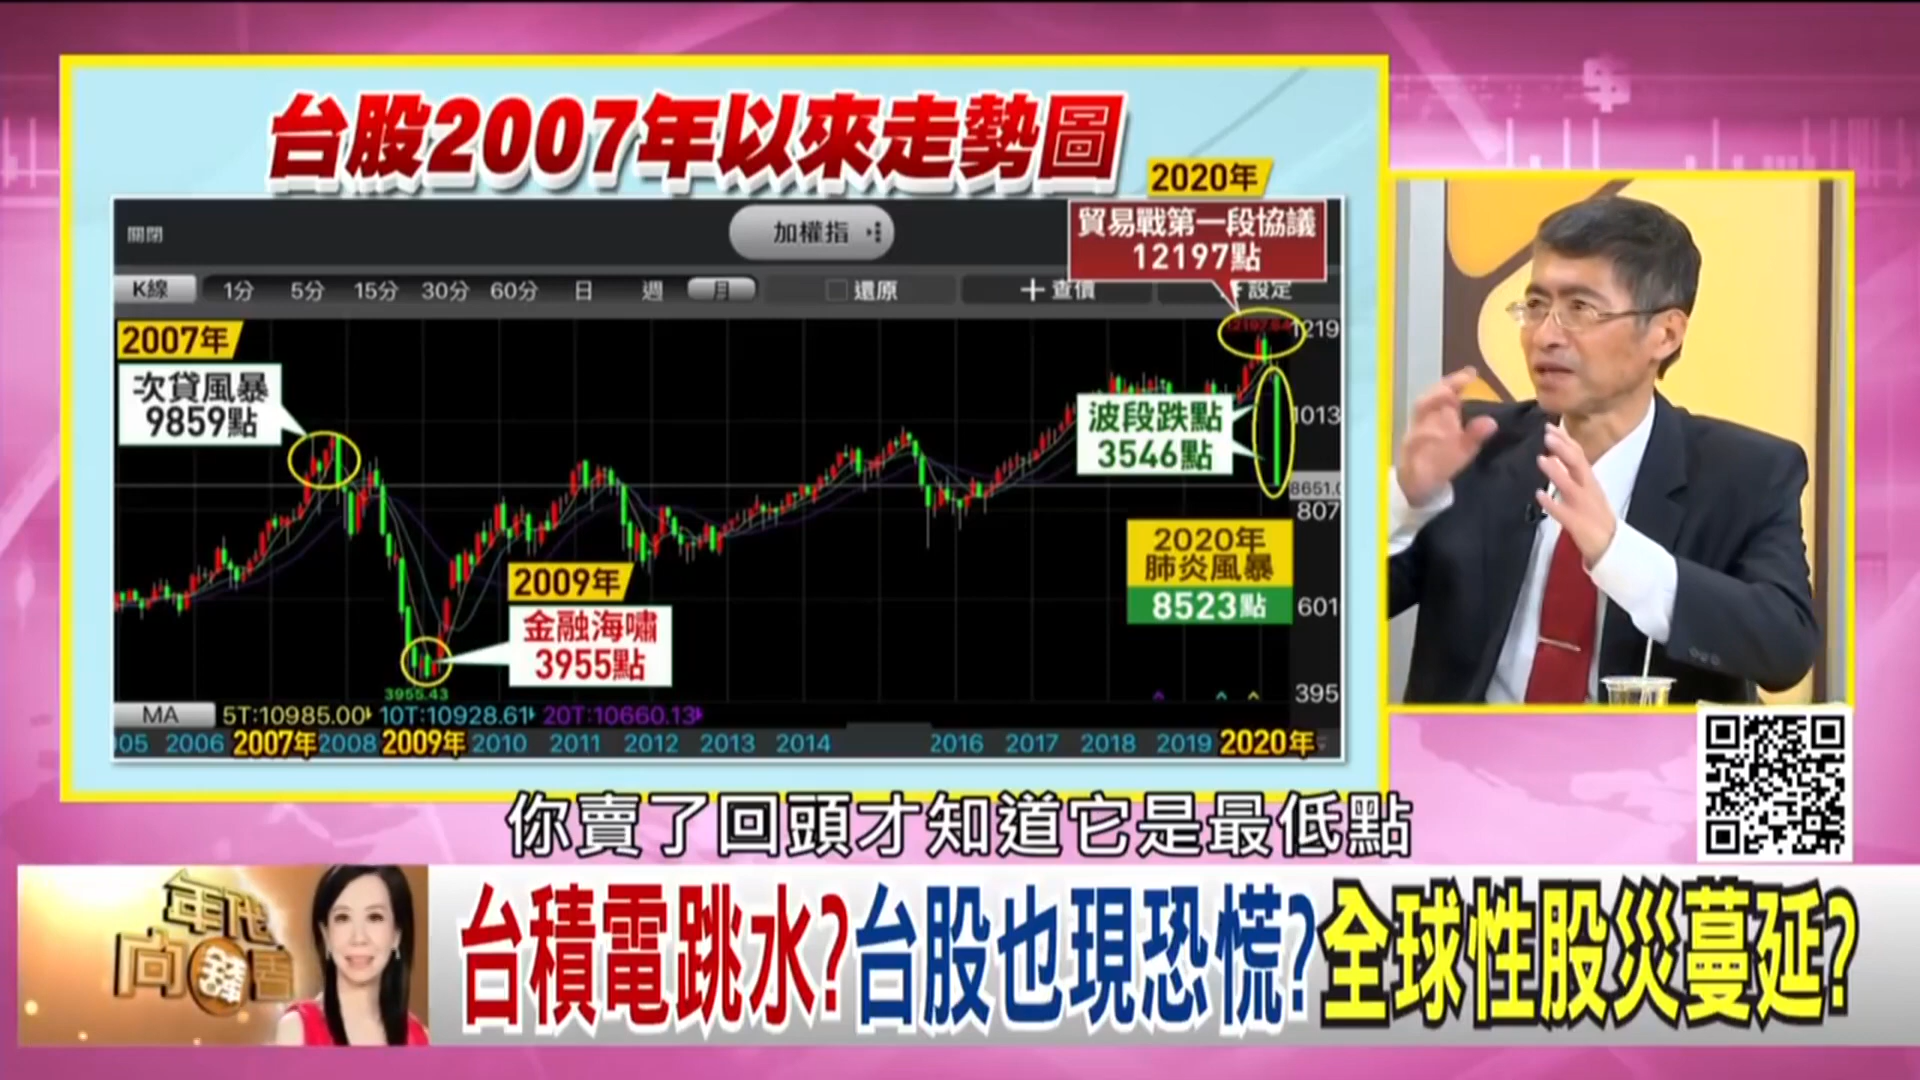 台股2007年以來走勢圖
2020年
貿易戰第一段協議
12197點
關閉
加權指
K線 1分 5分 15分 30分 60分 日 週 月 還原 十查價 設定
2007年
次貸風暴
9859點
12197.64
1219
1013
波段跌點
3546點
8651.0
807
2020年
肺炎風暴
8523點
601
2009年
金融海嘯
3955點
3955.43
395
MA 5T:10985.00 10T:10928.61 20T:10660.13
05 2006 2007年 2008 2009年 2010 2011 2012 2013 2014 2016 2017 2018 2019 2020年
你賣了回頭才知道它是最低點
年代向錢看
台積電跳水?台股也現恐慌?全球性股災蔓延?